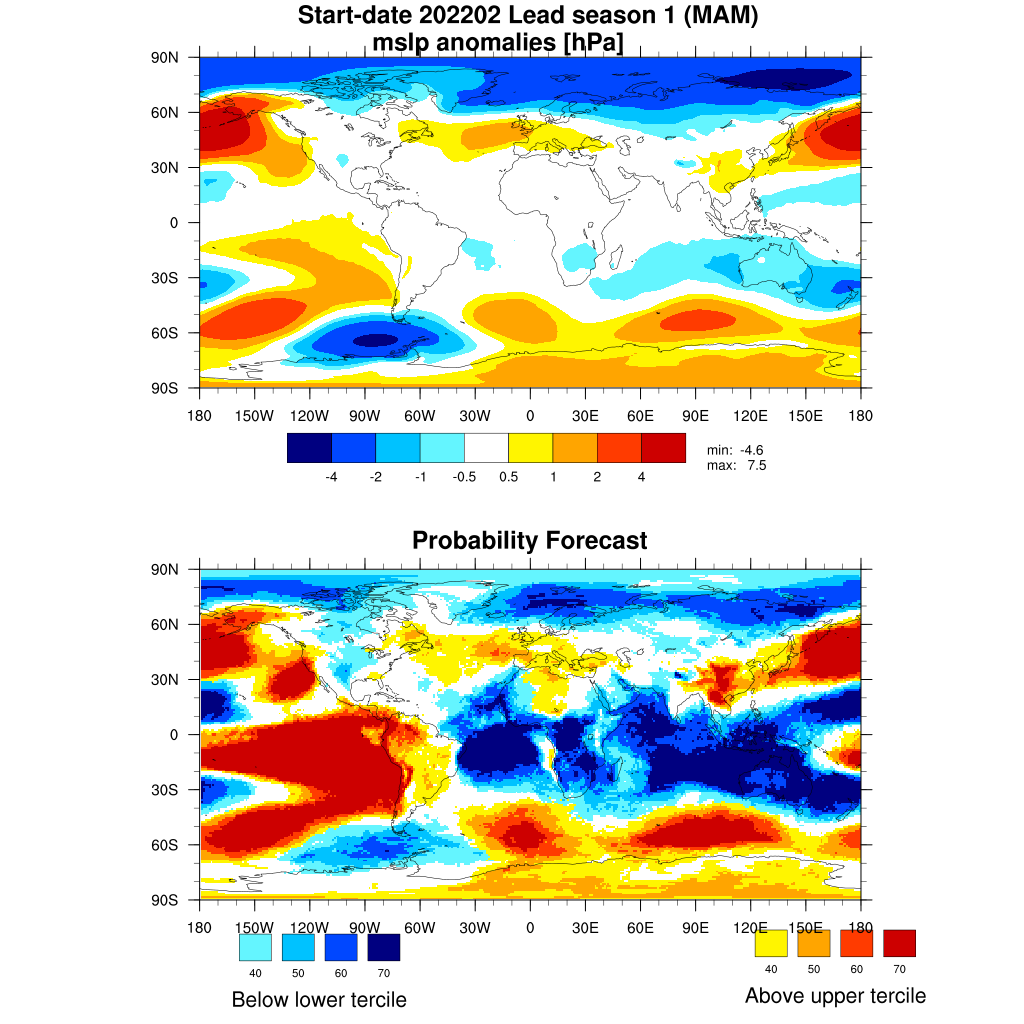 Start-date 202202 Lead season 1 (MAM)
mslp anomalies [hPa]
90N
60N
30N
0
30S
60S
90S
180 150W 120W 90W 60W 30W 0 30E 60E 90E 120E 150E 180
-4 -2 -1 -0.5 0.5 1 2 4
min: -4.6
max: 7.5
Probability Forecast
90N
60N
30N
0
30S
60S
90S
180 150W 120W 90W 60W 30W 0 30E 60E 90E 120E 150E 180
40 50 60 70
40 50 60 70
Below lower tercile
Above upper tercile